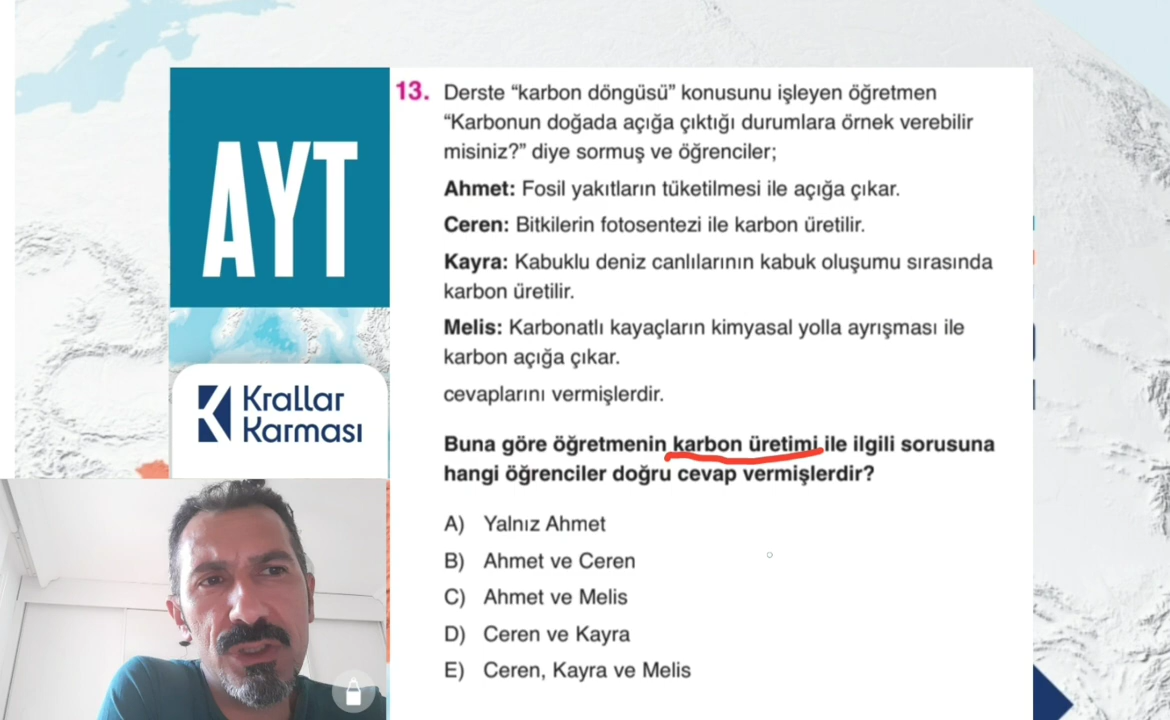 AYT
Krallar
Karması
13. Derste “karbon döngüsü” konusunu işleyen öğretmen
“Karbonun doğada açığa çıktığı durumlara örnek verebilir
misiniz?” diye sormuş ve öğrenciler;
Ahmet: Fosil yakıtların tüketilmesi ile açığa çıkar.
Ceren: Bitkilerin fotosentezi ile karbon üretilir.
Kayra: Kabuklu deniz canlılarının kabuk oluşumu sırasında
karbon üretilir.
Melis: Karbonatlı kayaçların kimyasal yolla ayrışması ile
karbon açığa çıkar.
cevaplarını vermişlerdir.
Buna göre öğretmenin karbon üretimi ile ilgili sorusuna
hangi öğrenciler doğru cevap vermişlerdir?
A) Yalnız Ahmet
B) Ahmet ve Ceren
C) Ahmet ve Melis
D) Ceren ve Kayra
E) Ceren, Kayra ve Melis